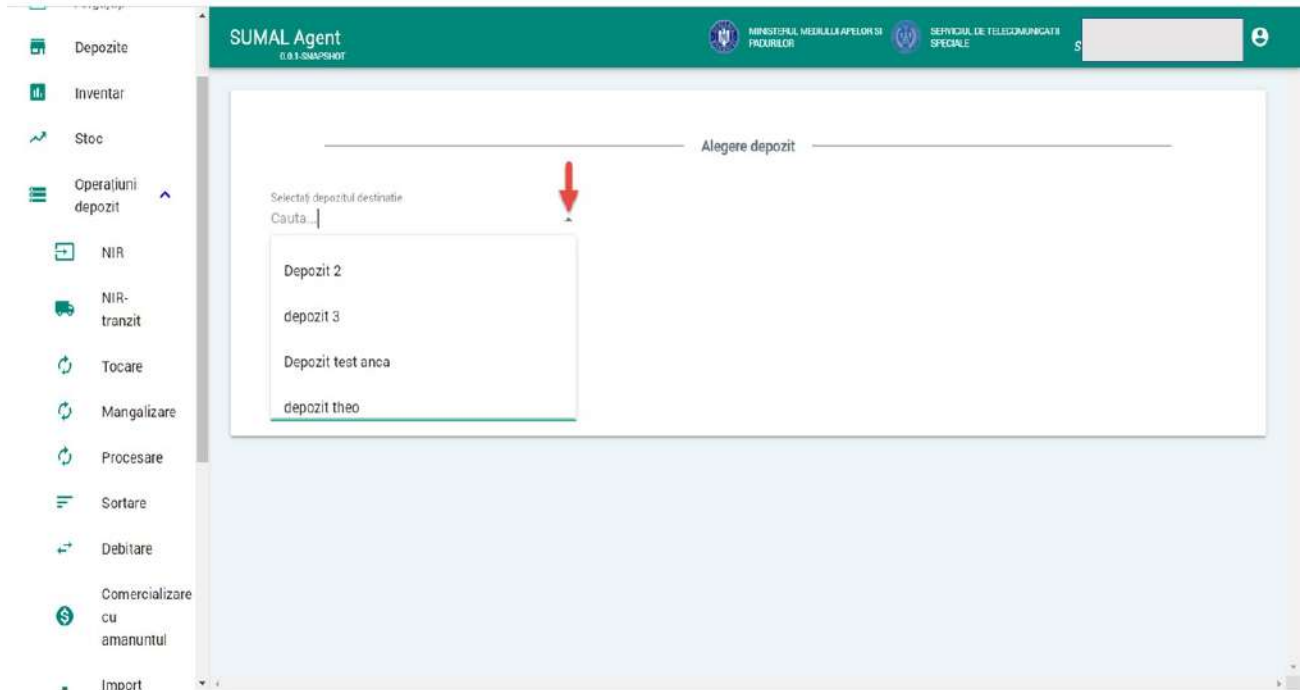 Depozite
Inventar
Stoc
Operațiuni
depozit
NIR
NIR-
tranzit
Tocare
Mangalizare
Procesare
Sortare
Debitare
Comercializare
cu
amanuntul
Import
SUMAL Agent
0.0.1-SNAPSHOT
MINISTERUL MEDIULUI APELOR SI
PADURILOR
SERVICIUL DE TELECOMUNICATII
SPECIALE
S
Alegere depozit
Selectați depozitul destinatie
Cauta...
Depozit 2
depozit 3
Depozit test anca
depozit theo